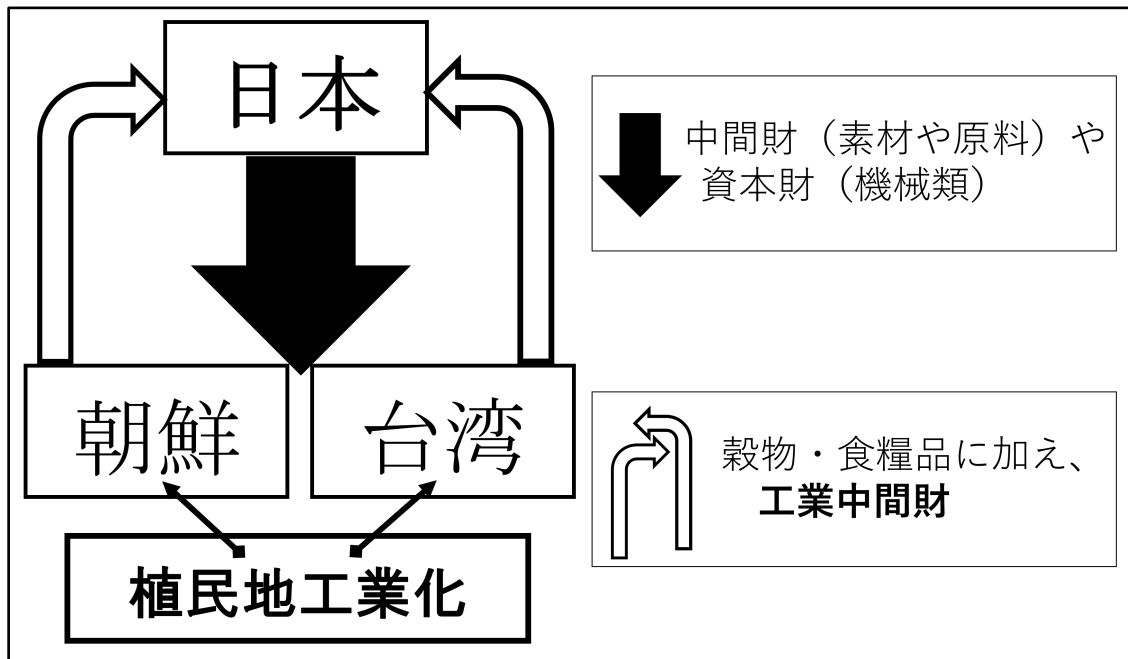 日本
中間財（素材や原料）や
資本財（機械類）
朝鮮
台湾
穀物・食糧品に加え、
工業中間財
植民地工業化